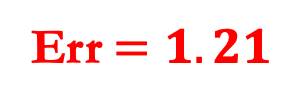 Err = 1.21